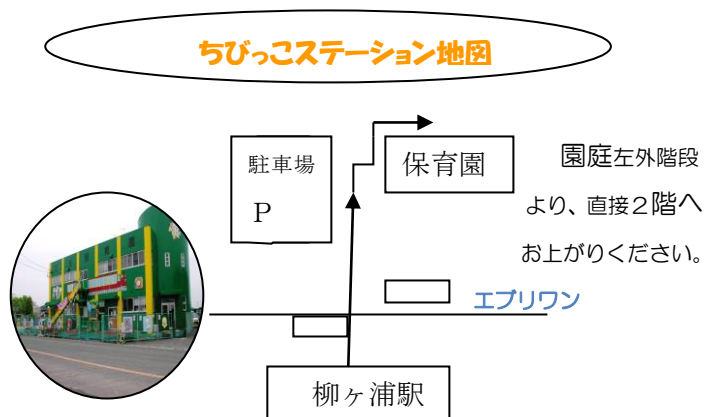 ちびっこステーション地図
駐車場
P
保育園
園庭左外階段
より、直接２階へ
お上がりください。
エブリワン
柳ヶ浦駅